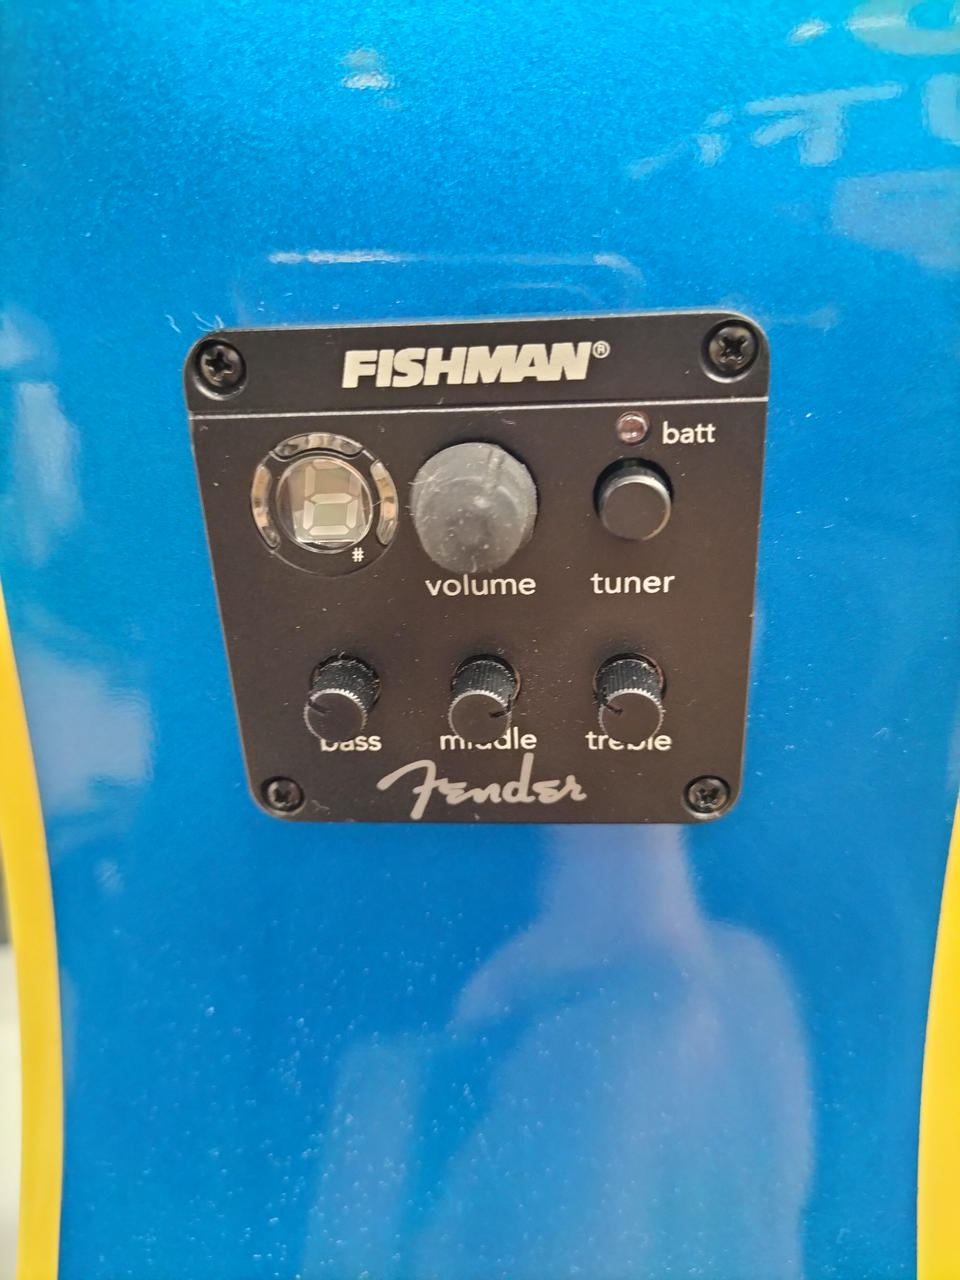 FISHMAN®
batt
#
volume tuner
bass middle treble
Fender